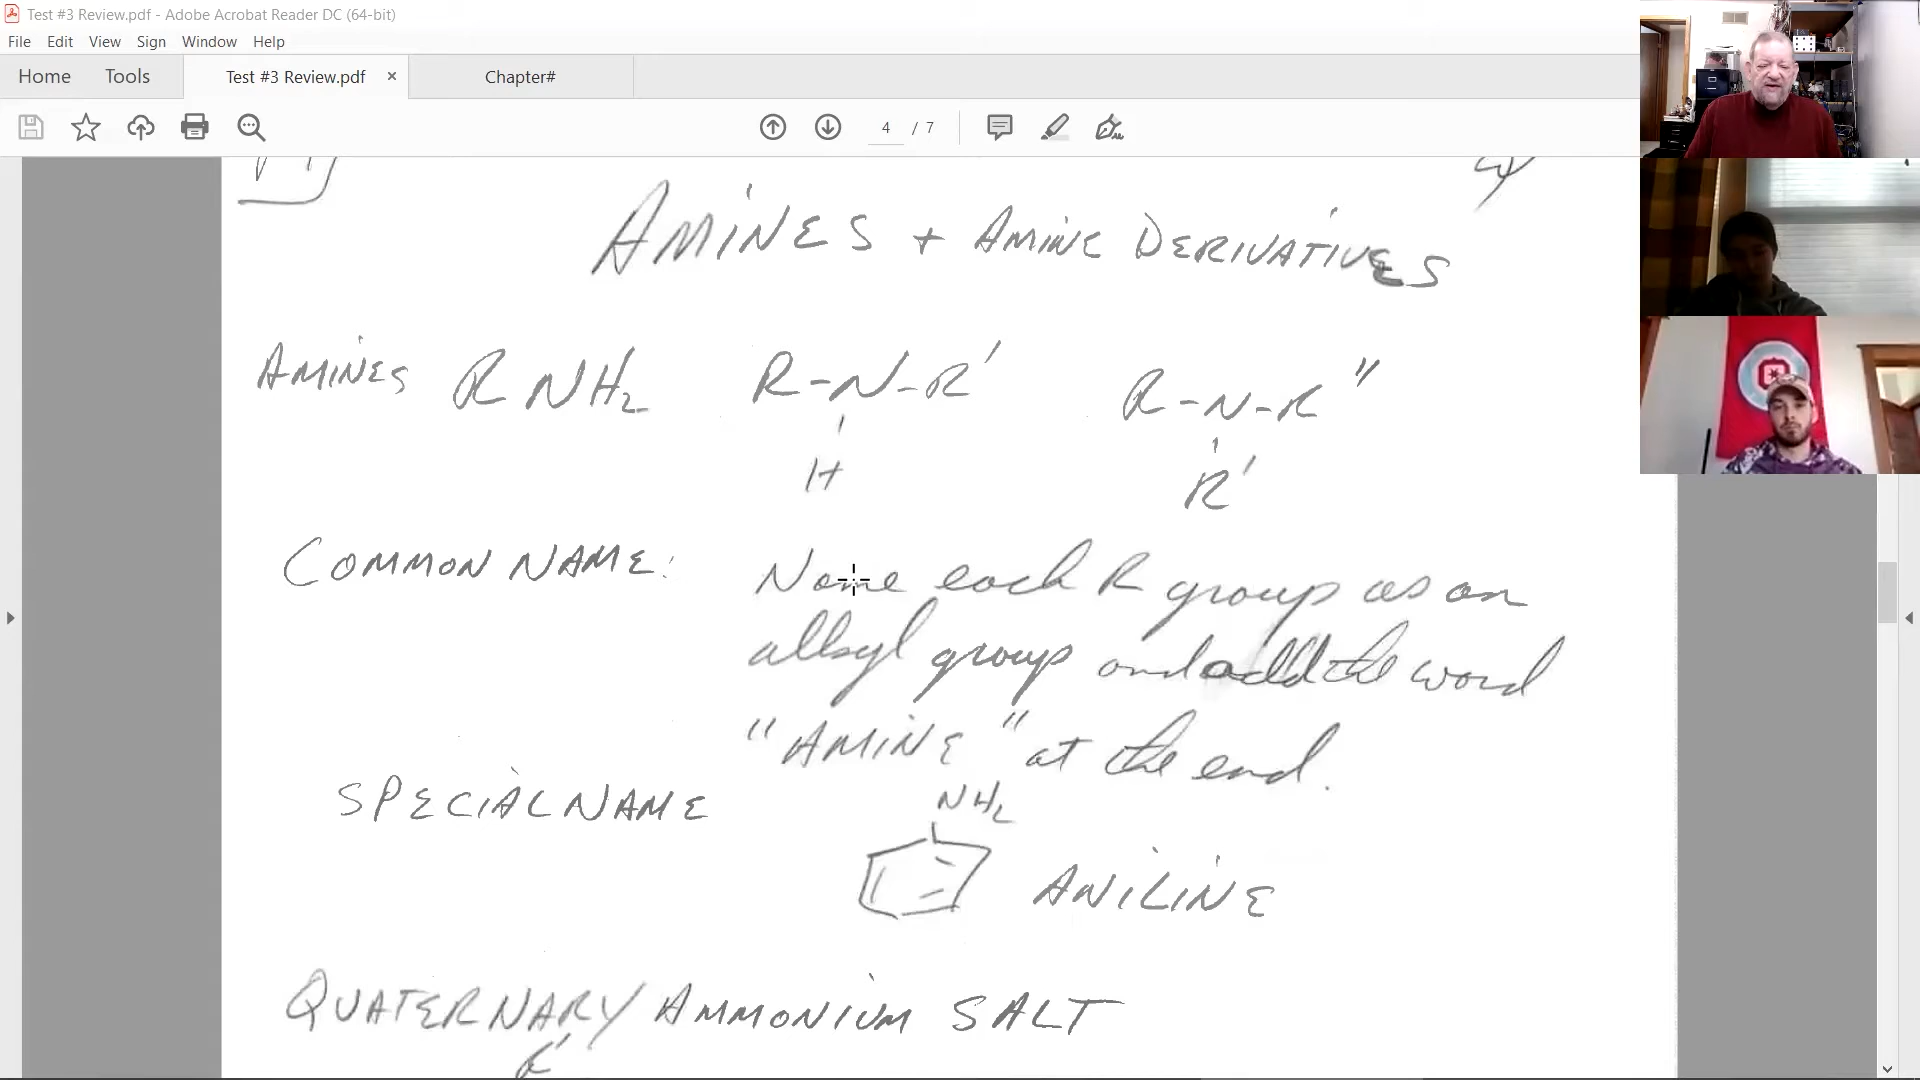 Test #3 Review.pdf - Adobe Acrobat Reader DC (64-bit)
File Edit View Sign Window Help
Home Tools Test #3 Review.pdf × Chapter#
4 / 7
AMINES + AMINE DERIVATIVES
AMINES RNH2 R-N-R' R-N-R"
H R'
COMMON NAME: Name each R group as an
alkyl group and add the word
"AMINE" at the end.
NH2
SPECIAL NAME
ANILINE
QUATERNARY AMMONIUM SALT
R'